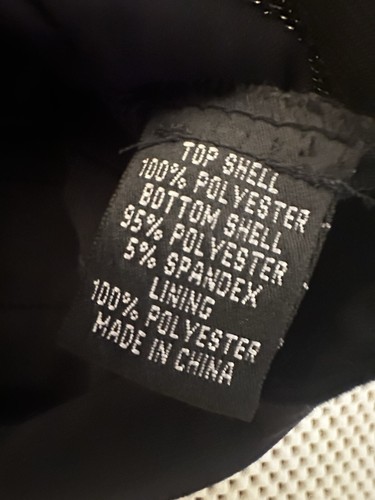 TOP SHELL
100% POLYESTER
BOTTOM SHELL
95% POLYESTER
5% SPANDEX
LINING
100% POLYESTER
MADE IN CHINA